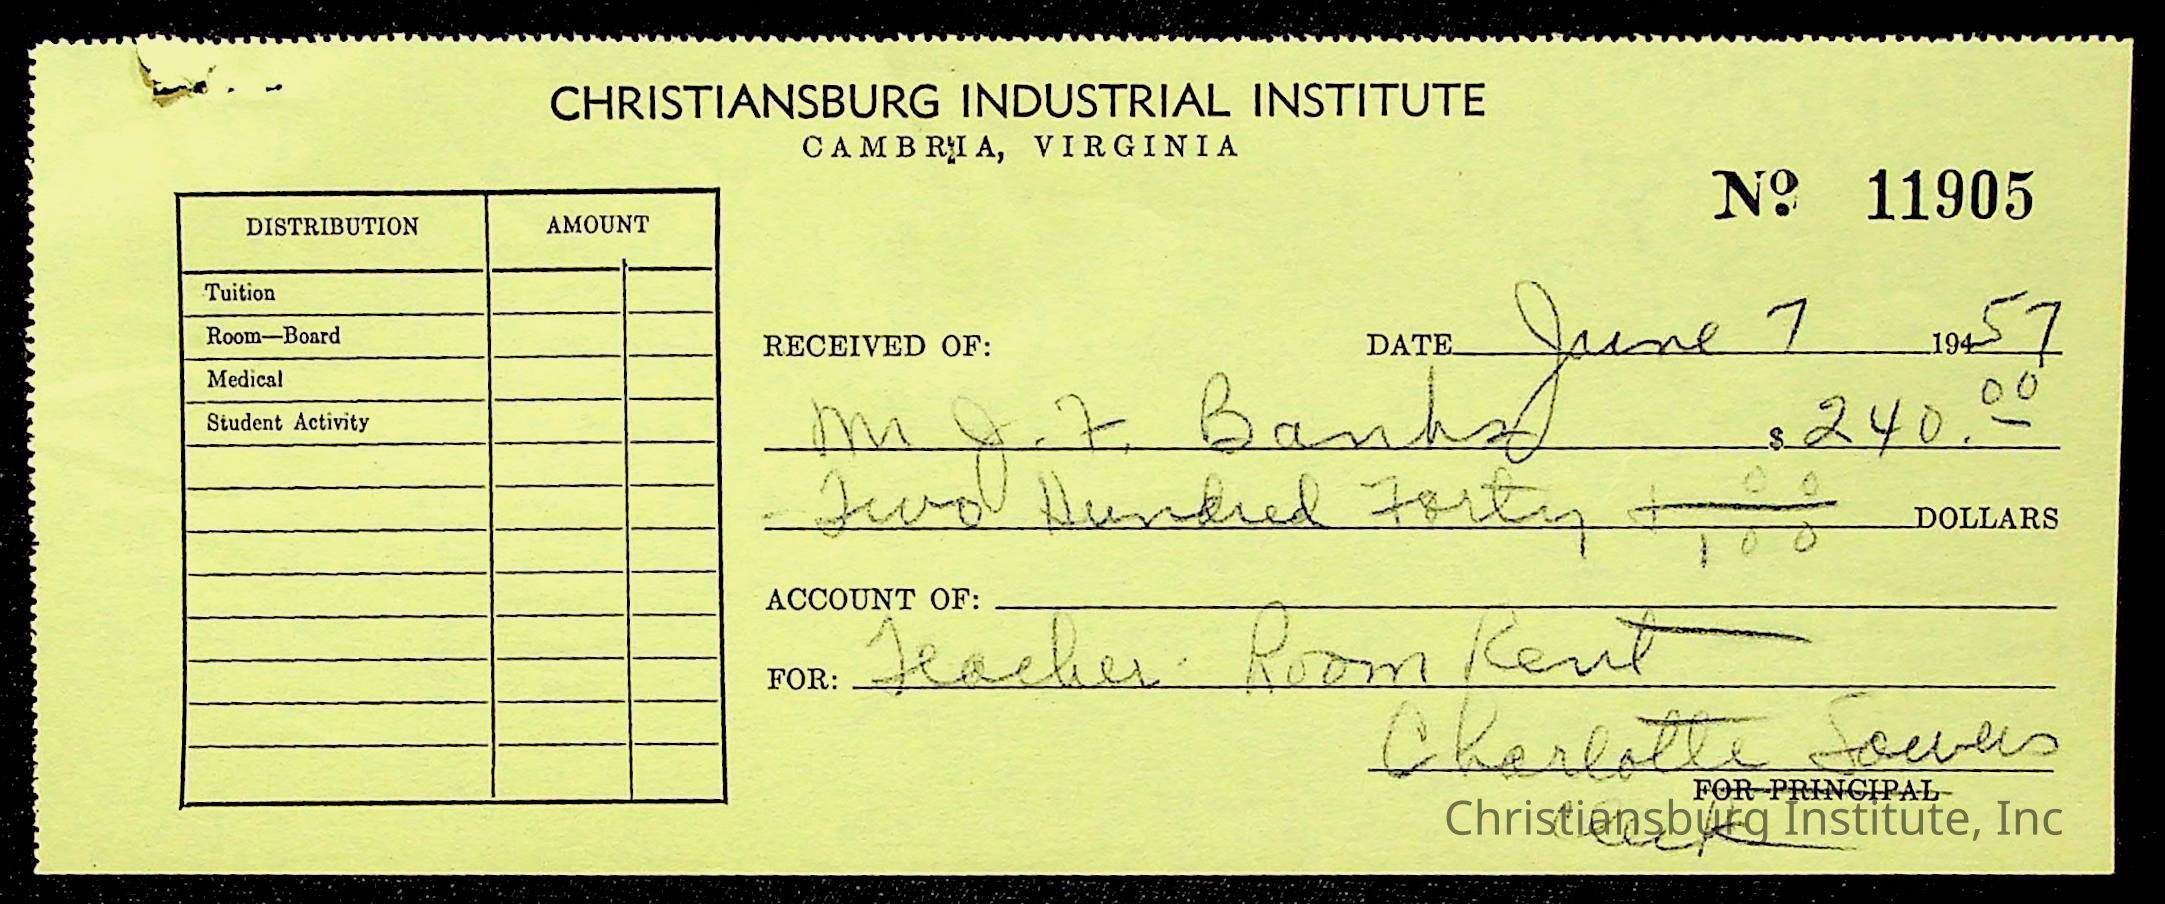 CHRISTIANSBURG INDUSTRIAL INSTITUTE
CAMBRIA, VIRGINIA
Nº 11905
DISTRIBUTION AMOUNT
Tuition
Room—Board
Medical
Student Activity
RECEIVED OF: DATE June 7 19457
Mr J. F. Banks $ 240.00
Two Hundred Forty + 00/100 DOLLARS
ACCOUNT OF:
FOR: Teacher Room Rent
Charlotte Sowers
FOR PRINCIPAL
Clerk
Christiansburg Institute, Inc